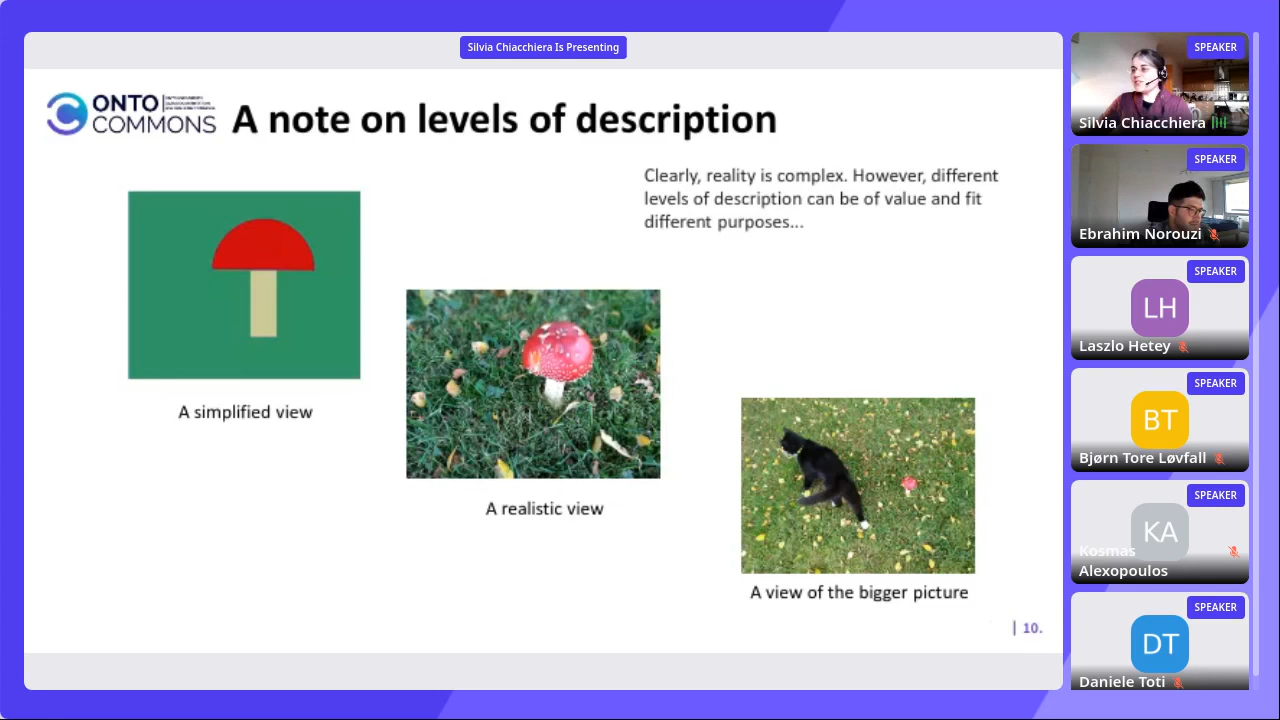 Silvia Chiacchiera Is Presenting
ONTO
COMMONS
A note on levels of description
Clearly, reality is complex. However, different
levels of description can be of value and fit
different purposes...
A simplified view
A realistic view
A view of the bigger picture
| 10.
SPEAKER
Silvia Chiacchiera
SPEAKER
Ebrahim Norouzi
SPEAKER
LH
Laszlo Hetey
SPEAKER
BT
Bjørn Tore Løvfall
SPEAKER
KA
Kosmas
Alexopoulos
SPEAKER
DT
Daniele Toti